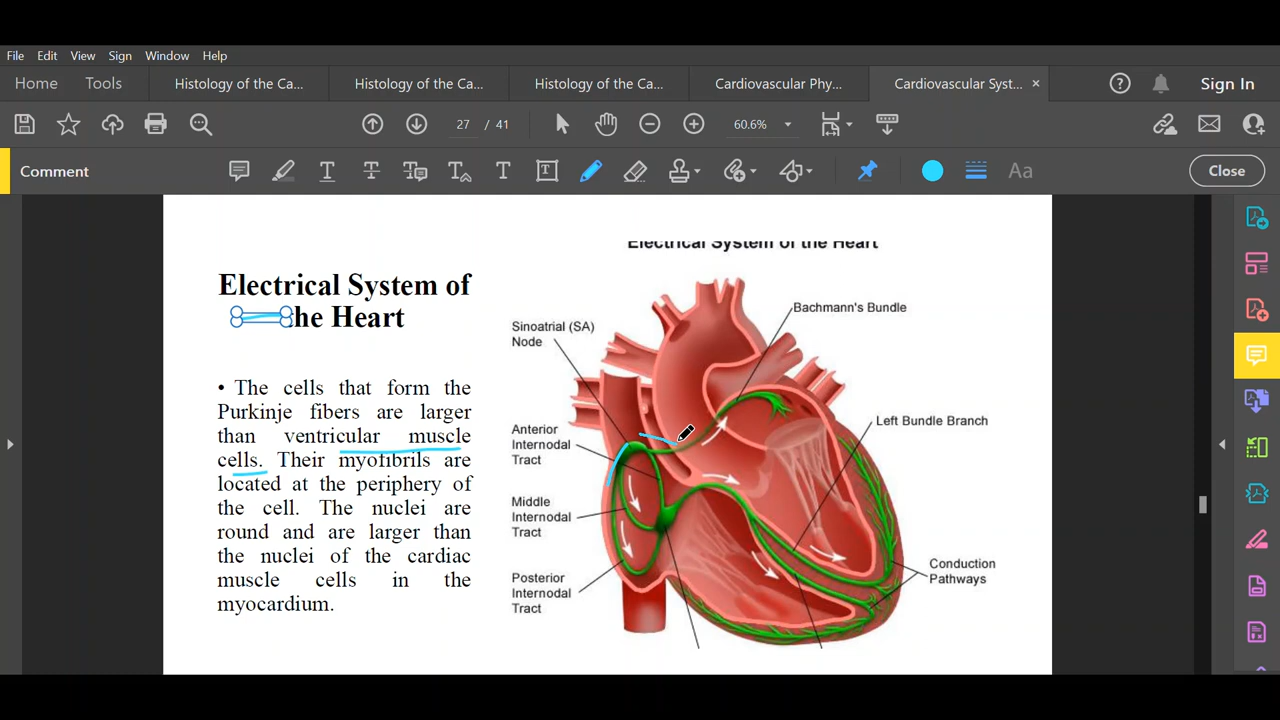 File Edit View Sign Window Help
Home Tools Histology of the Ca... Histology of the Ca... Histology of the Ca... Cardiovascular Phy... Cardiovascular Syst... × Sign In
27 / 41 60.6%
Comment Close
Electrical System of
the Heart
• The cells that form the
Purkinje fibers are larger
than ventricular muscle
cells. Their myofibrils are
located at the periphery of
the cell. The nuclei are
round and are larger than
the nuclei of the cardiac
muscle cells in the
myocardium.
Electrical System of the Heart
Bachmann's Bundle
Sinoatrial (SA)
Node
Left Bundle Branch
Anterior
Internodal
Tract
Middle
Internodal
Tract
Conduction
Pathways
Posterior
Internodal
Tract